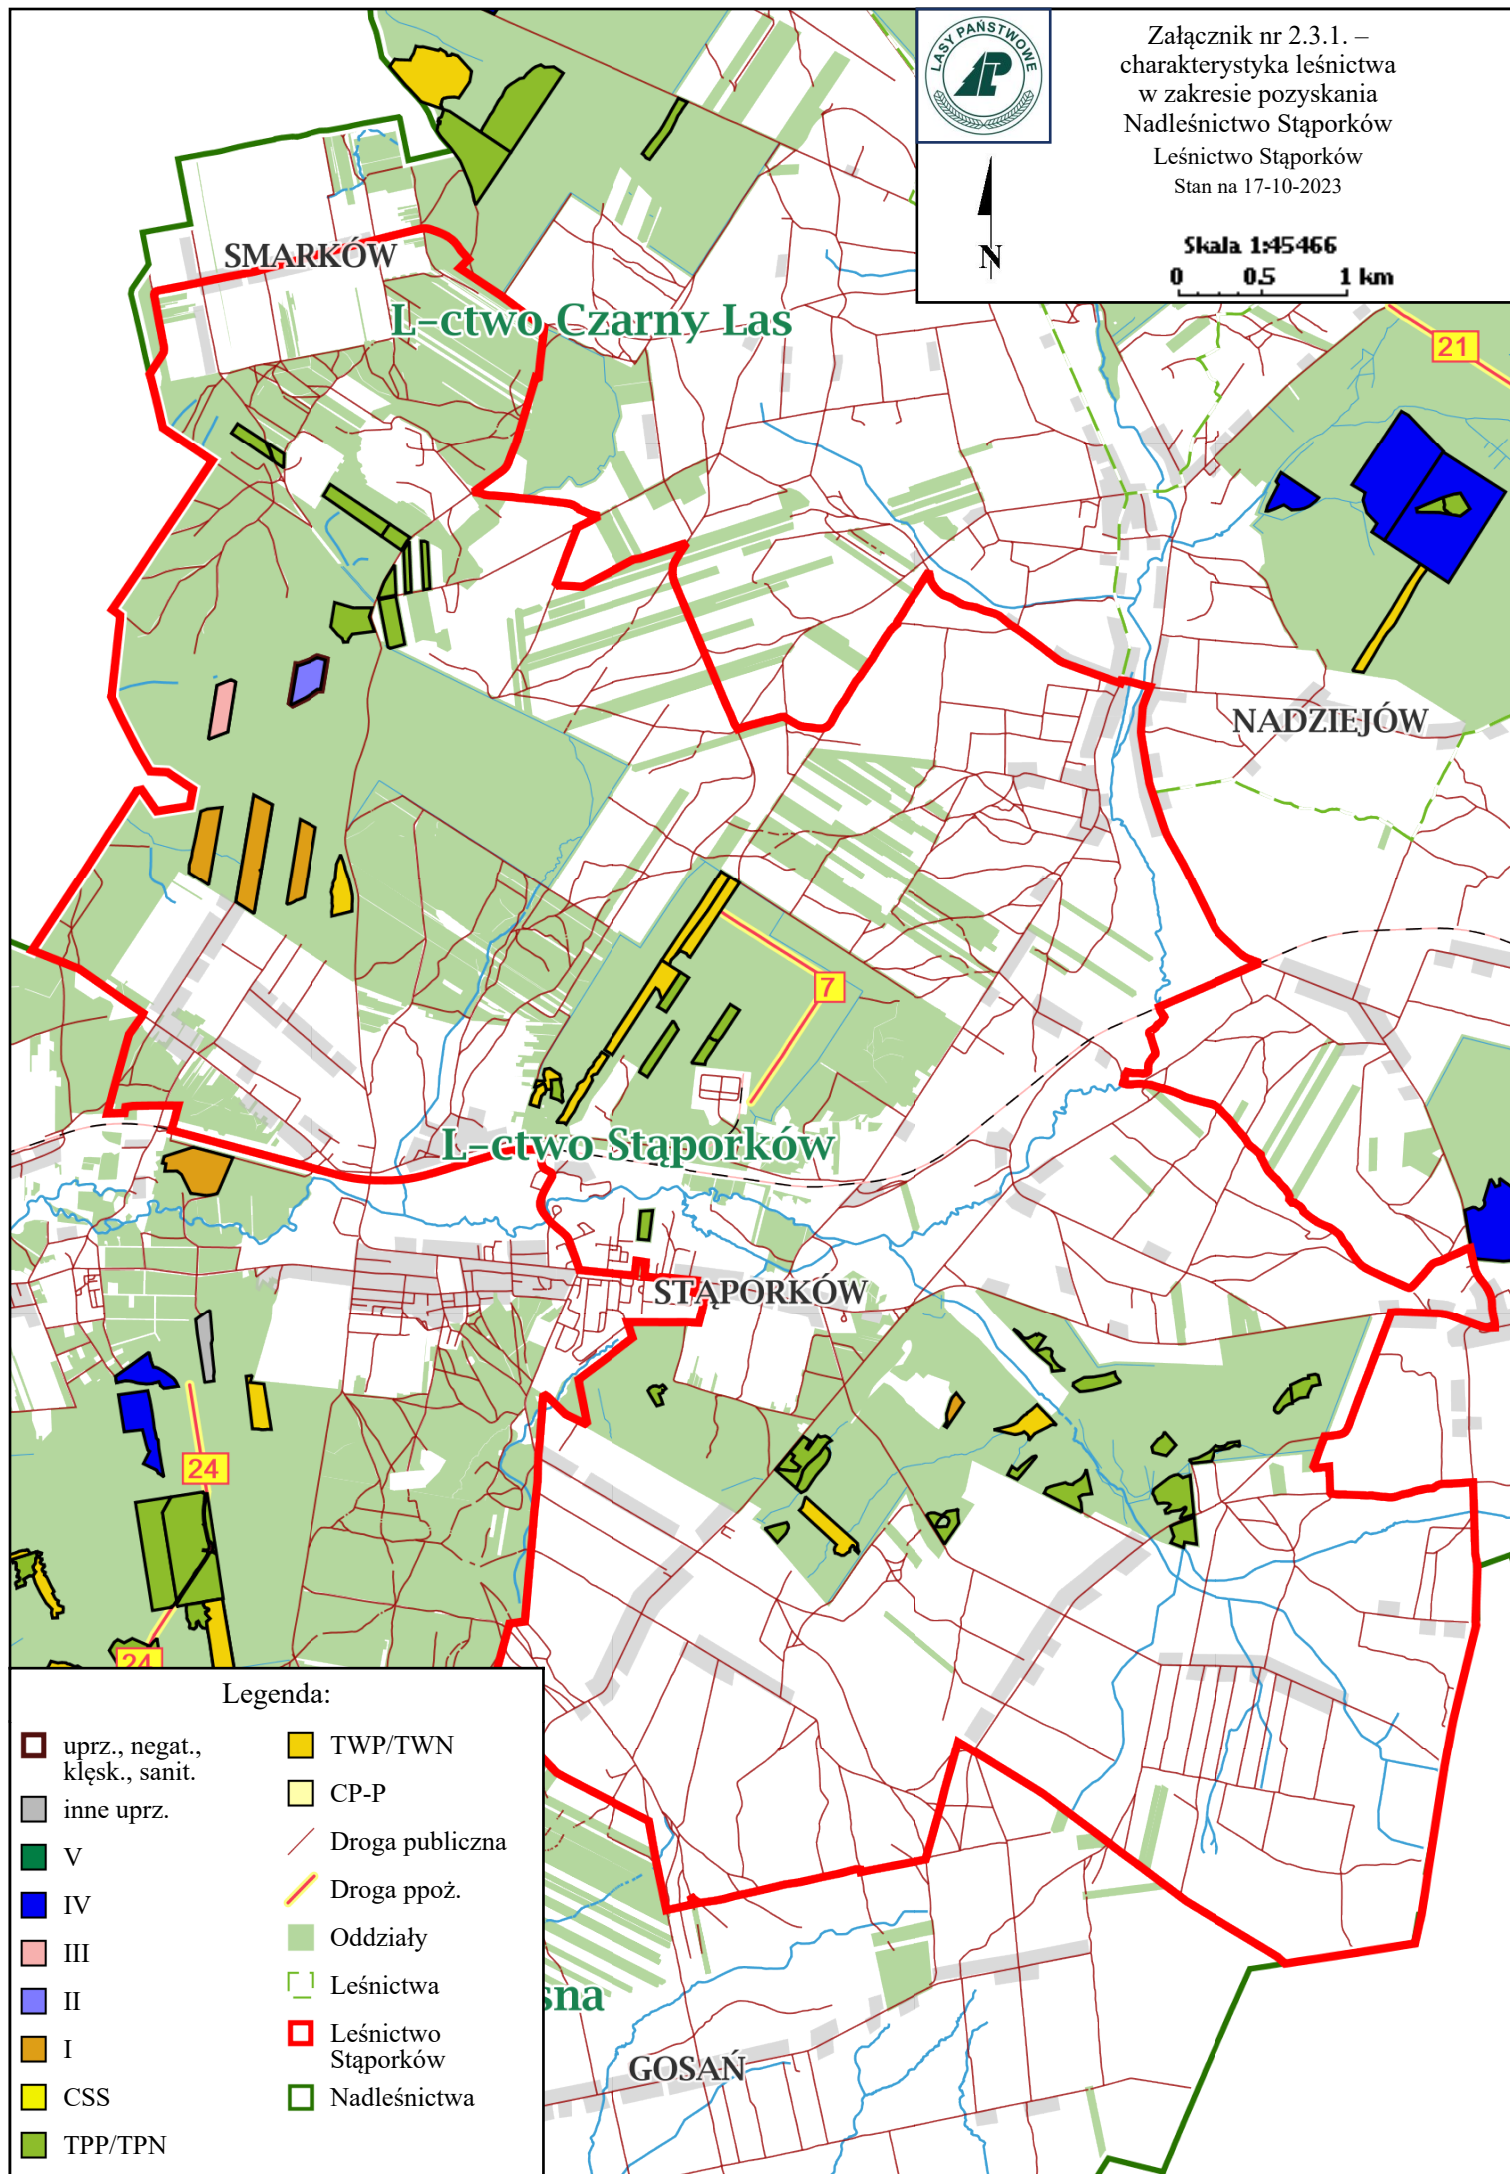 LASY PAŃSTWOWE
Załącznik nr 2.3.1. –
charakterystyka leśnictwa
w zakresie pozyskania
Nadleśnictwo Stąporków
Leśnictwo Stąporków
Stan na 17-10-2023
N
Skala 1:45466
0 0.5 1 km
SMARKÓW
L-ctwo Czarny Las
21
NADZIEJÓW
7
L-ctwo Stąporków
STĄPORKÓW
24
24
sna
GOSAŃ
Legenda:
uprz., negat.,
klęsk., sanit.
inne uprz.
V
IV
III
II
I
CSS
TPP/TPN
TWP/TWN
CP-P
Droga publiczna
Droga ppoż.
Oddziały
Leśnictwa
Leśnictwo
Stąporków
Nadleśnictwa